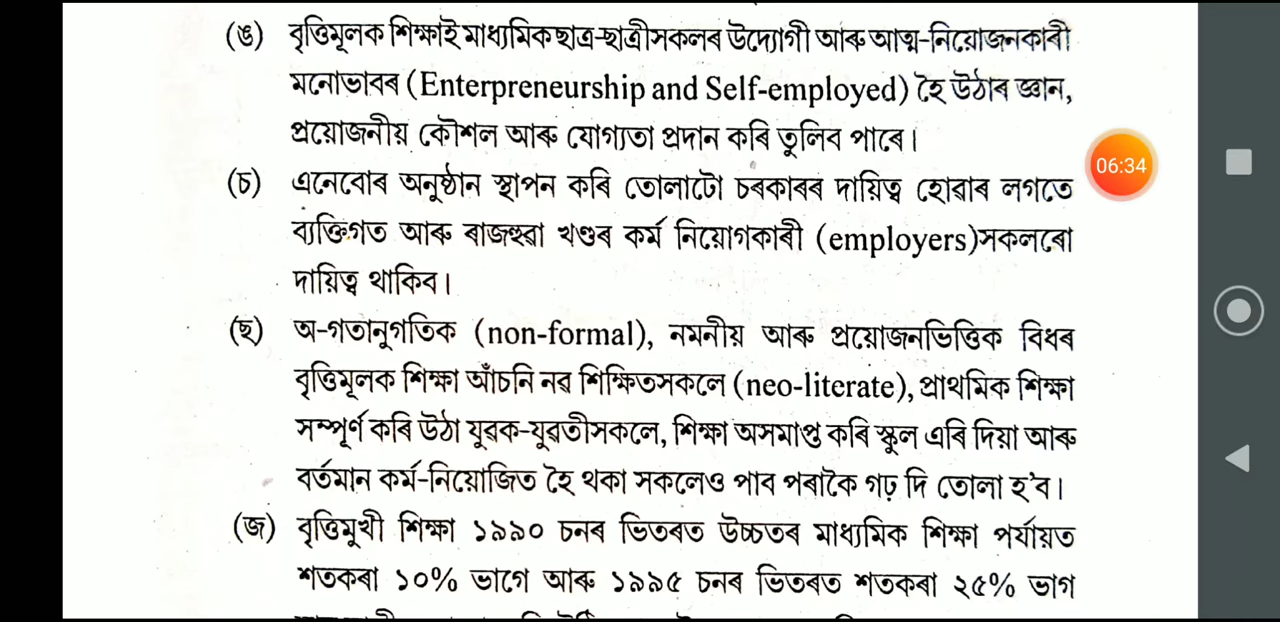 (ঙ) বৃত্তিমূলক শিক্ষাই মাধ্যমিক ছাত্ৰ-ছাত্ৰীসকলৰ উদ্যোগী আৰু আত্ম-নিয়োজনকাৰী
মনোভাবৰ (Enterpreneurship and Self-employed) হৈ উঠাৰ জ্ঞান,
প্ৰয়োজনীয় কৌশল আৰু যোগ্যতা প্ৰদান কৰি তুলিব পাৰে।
06:34
(চ) এনেবোৰ অনুষ্ঠান স্থাপন কৰি তোলাটো চৰকাৰৰ দায়িত্ব হোৱাৰ লগতে
ব্যক্তিগত আৰু ৰাজহুৱা খণ্ডৰ কৰ্ম নিয়োগকাৰী (employers)সকলৰো
দায়িত্ব থাকিব।
(ছ) অ-গতানুগতিক (non-formal), নমনীয় আৰু প্ৰয়োজনভিত্তিক বিধৰ
বৃত্তিমূলক শিক্ষা আঁচনি নৱ শিক্ষিতসকলে (neo-literate), প্ৰাথমিক শিক্ষা
সম্পূৰ্ণ কৰি উঠা যুৱক-যুৱতীসকলে, শিক্ষা অসমাপ্ত কৰি স্কুল এৰি দিয়া আৰু
বৰ্তমান কৰ্ম-নিয়োজিত হৈ থকা সকলেও পাব পৰাকৈ গঢ় দি তোলা হ'ব।
(জ) বৃত্তিমুখী শিক্ষা ১৯৯০ চনৰ ভিতৰত উচ্চতৰ মাধ্যমিক শিক্ষা পৰ্যায়ত
শতকৰা ১০% ভাগে আৰু ১৯৯৫ চনৰ ভিতৰত শতকৰা ২৫% ভাগ